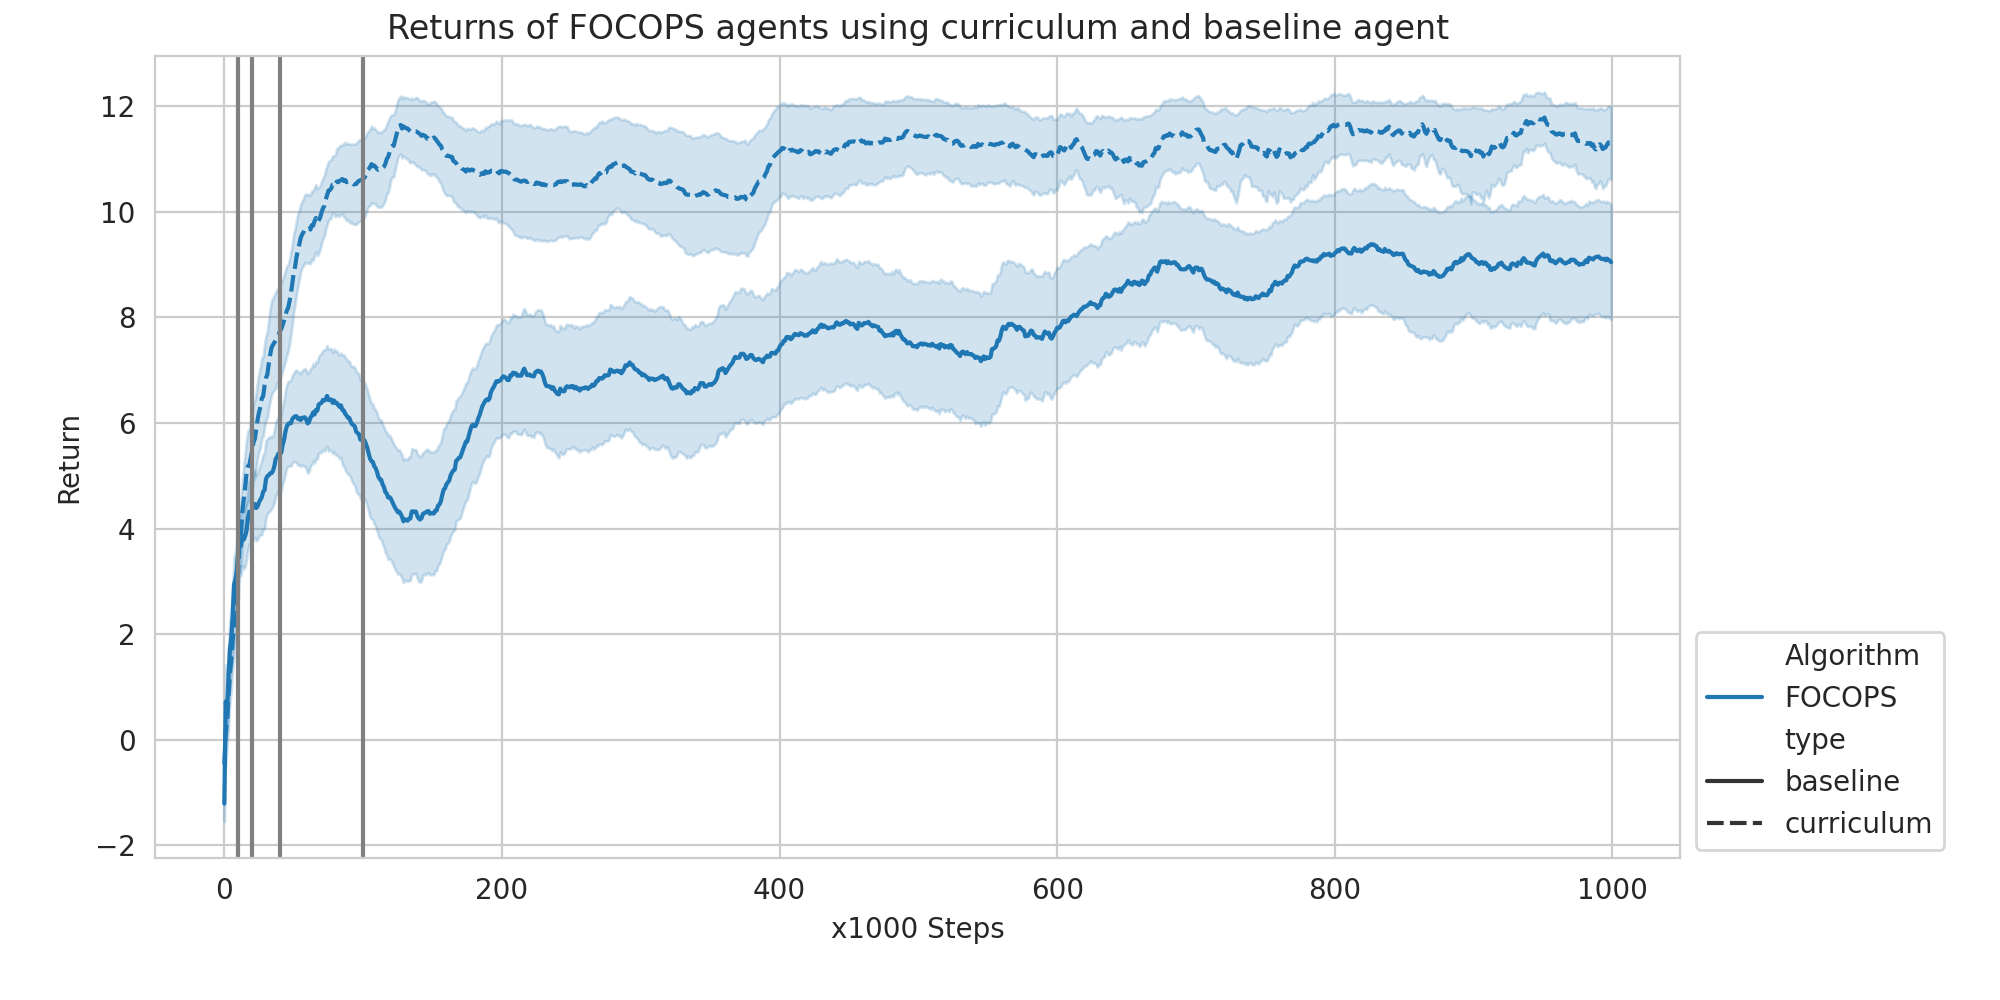 Returns of FOCOPS agents using curriculum and baseline agent
12
10
8
6
4
2
0
−2
Return
0 200 400 600 800 1000
x1000 Steps
Algorithm
FOCOPS
type
baseline
curriculum